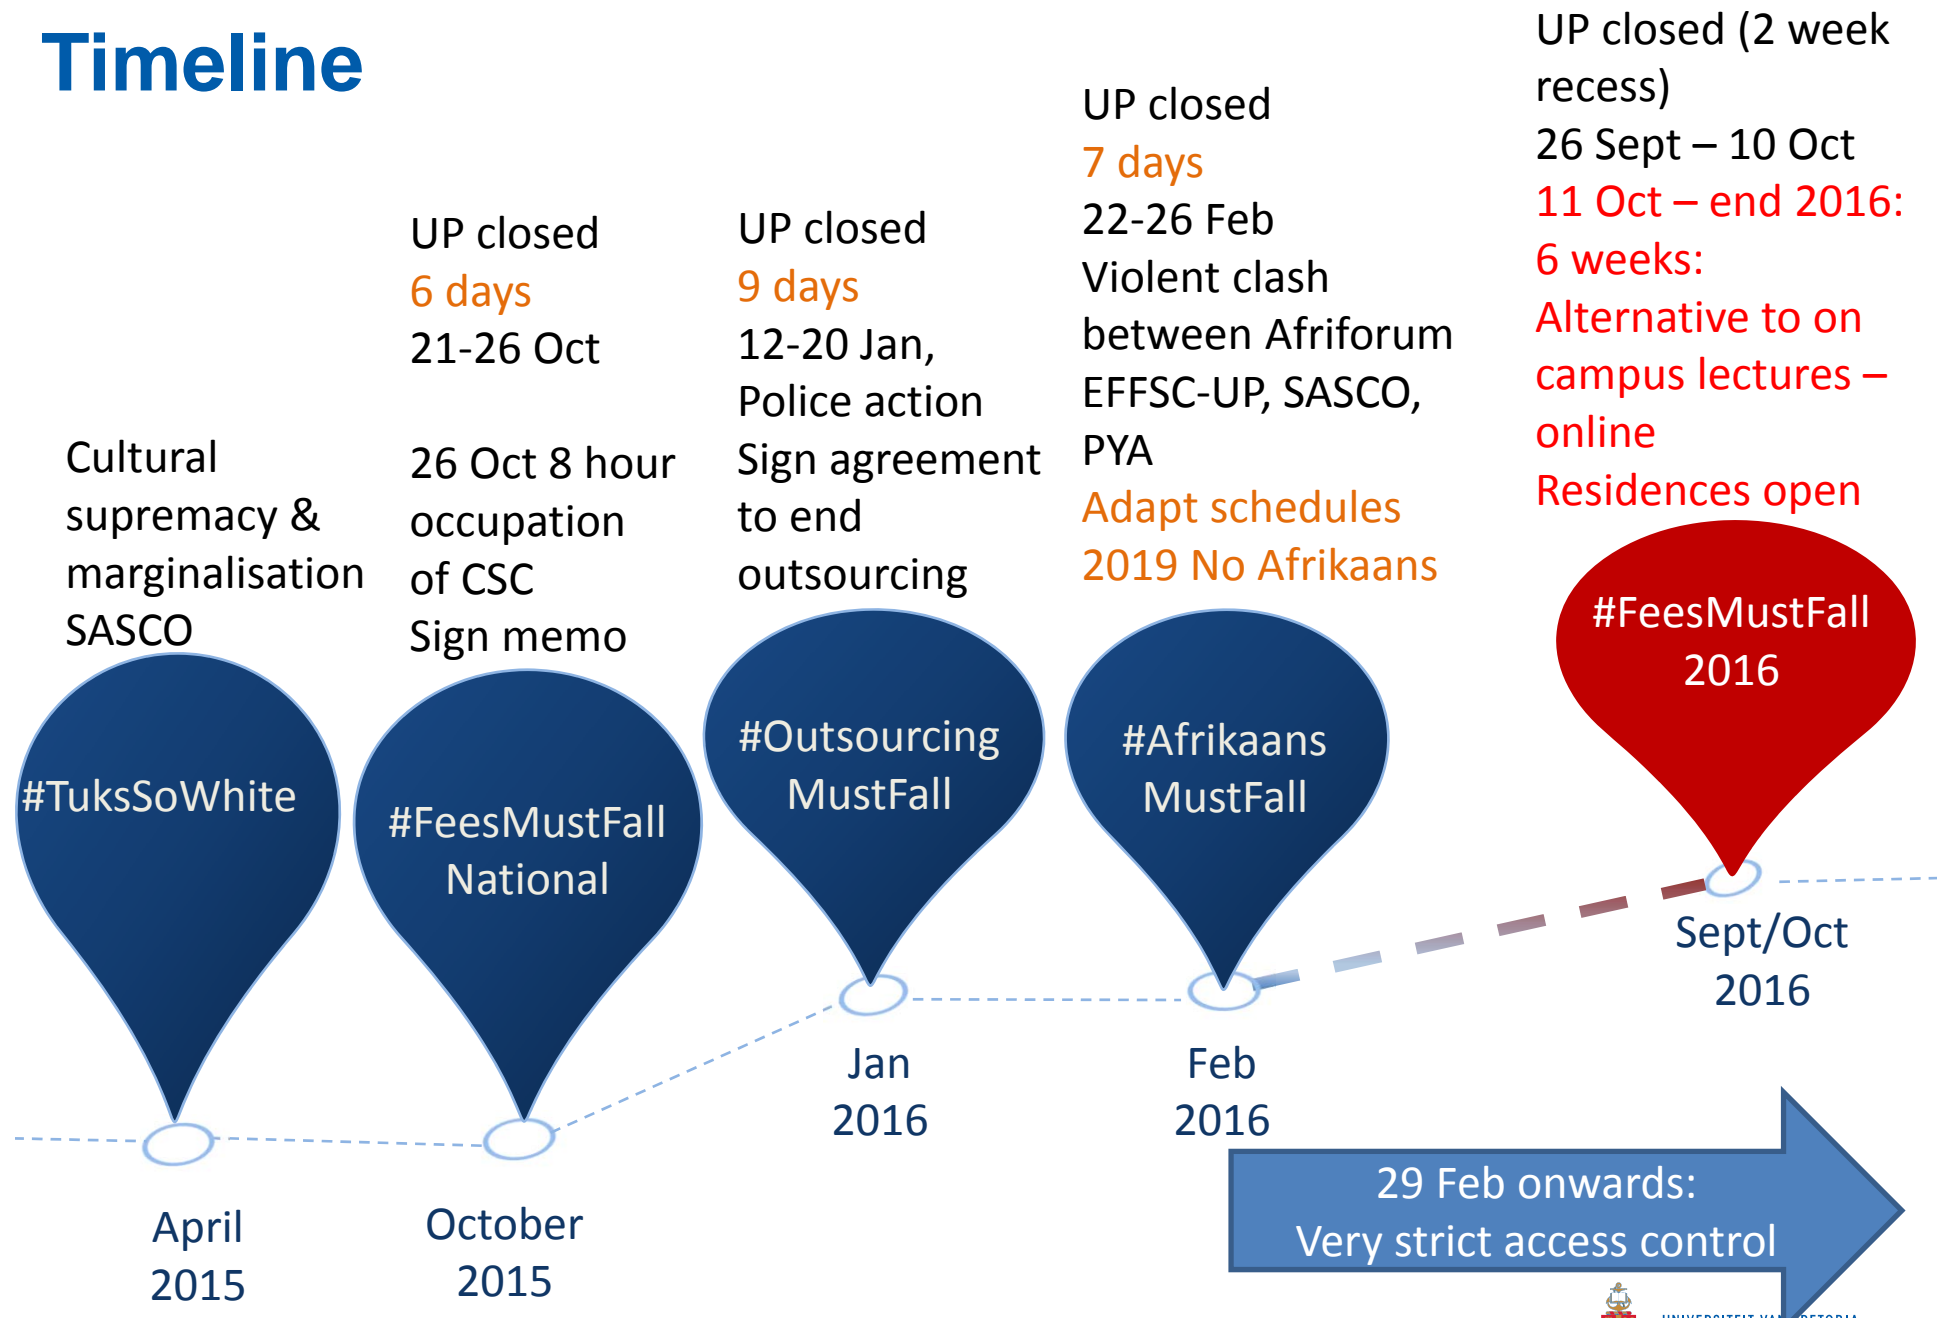 Timeline
Cultural
supremacy &
marginalisation
SASCO
#TuksSoWhite
April
2015
UP closed
6 days
21-26 Oct
26 Oct 8 hour
occupation
of CSC
Sign memo
#FeesMustFall
National
October
2015
UP closed
9 days
12-20 Jan,
Police action
Sign agreement
to end
outsourcing
#Outsourcing
MustFall
Jan
2016
UP closed
7 days
22-26 Feb
Violent clash
between Afriforum
EFFSC-UP, SASCO,
PYA
Adapt schedules
2019 No Afrikaans
#Afrikaans
MustFall
Feb
2016
UP closed (2 week
recess)
26 Sept – 10 Oct
11 Oct – end 2016:
6 weeks:
Alternative to on
campus lectures –
online
Residences open
#FeesMustFall
2016
Sept/Oct
2016
29 Feb onwards:
Very strict access control